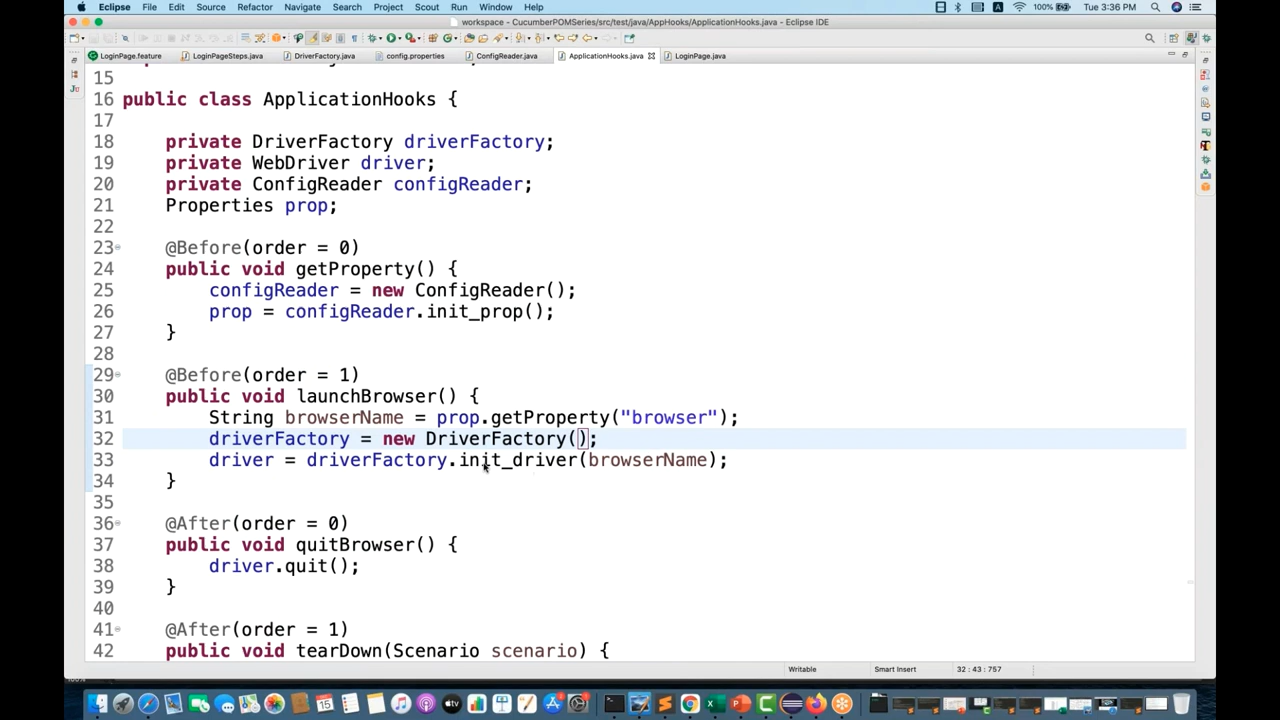 Eclipse File Edit Source Refactor Navigate Search Project Scout Run Window Help 100% Tue 3:36 PM
workspace - CucumberPOMSeries/src/test/java/AppHooks/ApplicationHooks.java - Eclipse IDE
LoginPage.feature LoginPageSteps.java DriverFactory.java config.properties ConfigReader.java ApplicationHooks.java LoginPage.java
15
16 public class ApplicationHooks {
17
18 private DriverFactory driverFactory;
19 private WebDriver driver;
20 private ConfigReader configReader;
21 Properties prop;
22
23 @Before(order = 0)
24 public void getProperty() {
25 configReader = new ConfigReader();
26 prop = configReader.init_prop();
27 }
28
29 @Before(order = 1)
30 public void launchBrowser() {
31 String browserName = prop.getProperty("browser");
32 driverFactory = new DriverFactory();
33 driver = driverFactory.init_driver(browserName);
34 }
35
36 @After(order = 0)
37 public void quitBrowser() {
38 driver.quit();
39 }
40
41 @After(order = 1)
42 public void tearDown(Scenario scenario) {
Writable Smart Insert 32 : 43 : 757